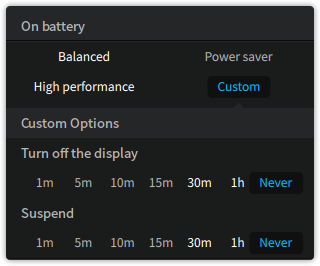 On battery
Balanced Power saver
High performance Custom
Custom Options
Turn off the display
1m 5m 10m 15m 30m 1h Never
Suspend
1m 5m 10m 15m 30m 1h Never